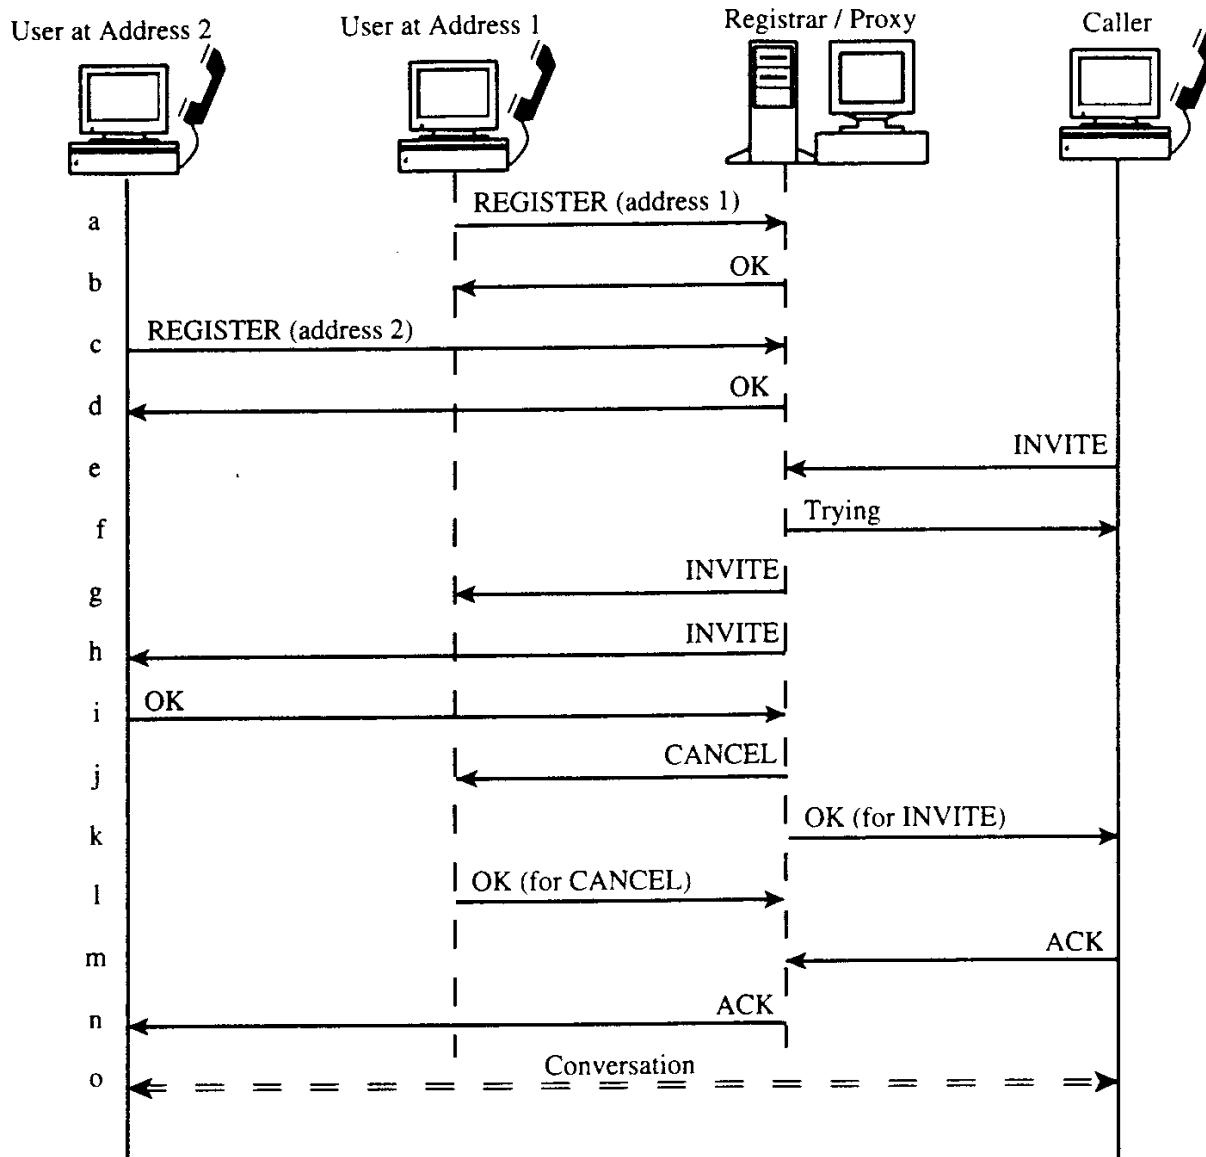 User at Address 2
User at Address 1
Registrar / Proxy
Caller
a
REGISTER (address 1)
b
OK
c
REGISTER (address 2)
d
OK
e
INVITE
f
Trying
g
INVITE
h
INVITE
i
OK
j
CANCEL
k
OK (for INVITE)
l
OK (for CANCEL)
m
ACK
n
ACK
o
Conversation